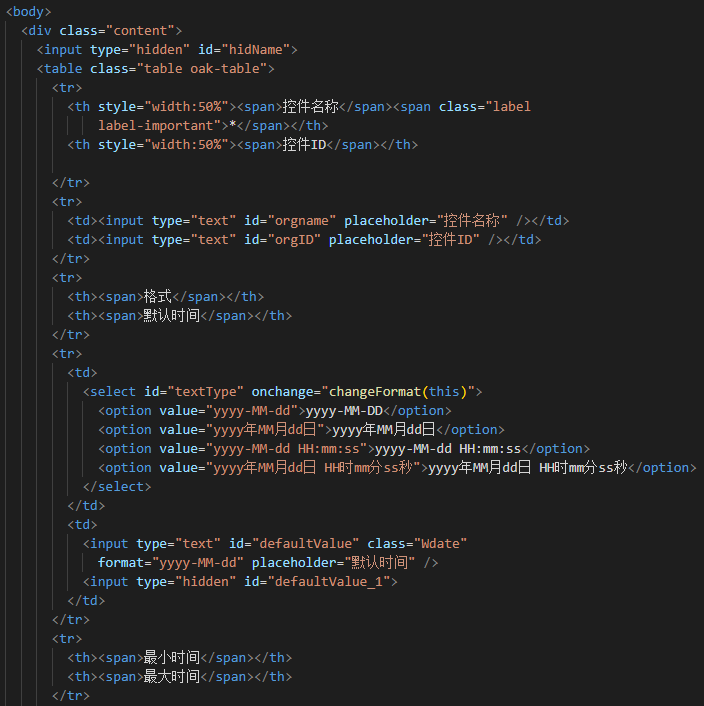 <body>
<div class="content">
<input type="hidden" id="hidName">
<table class="table oak-table">
<tr>
<th style="width:50%"><span>控件名称</span><span class="label
label-important">*</span></th>
<th style="width:50%"><span>控件ID</span></th>
</tr>
<tr>
<td><input type="text" id="orgname" placeholder="控件名称" /></td>
<td><input type="text" id="orgID" placeholder="控件ID" /></td>
</tr>
<tr>
<th><span>格式</span></th>
<th><span>默认时间</span></th>
</tr>
<tr>
<td>
<select id="textType" onchange="changeFormat(this)">
<option value="yyyy-MM-dd">yyyy-MM-DD</option>
<option value="yyyy年MM月dd日">yyyy年MM月dd日</option>
<option value="yyyy-MM-dd HH:mm:ss">yyyy-MM-dd HH:mm:ss</option>
<option value="yyyy年MM月dd日 HH时mm分ss秒">yyyy年MM月dd日 HH时mm分ss秒</option>
</select>
</td>
<td>
<input type="text" id="defaultValue" class="Wdate"
format="yyyy-MM-dd" placeholder="默认时间" />
<input type="hidden" id="defaultValue_1">
</td>
</tr>
<tr>
<th><span>最小时间</span></th>
<th><span>最大时间</span></th>
</tr>